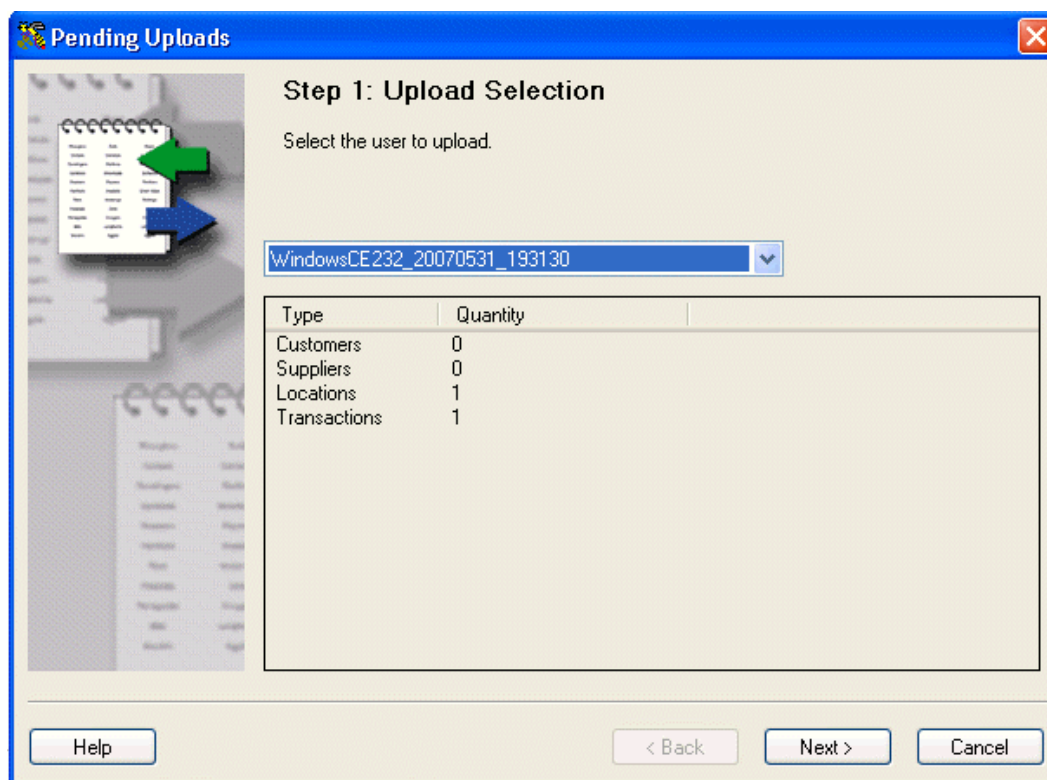 Pending Uploads
Step 1: Upload Selection
Select the user to upload.
WindowsCE232_20070531_193130
Type Quantity
Customers 0
Suppliers 0
Locations 1
Transactions 1
Help < Back Next > Cancel